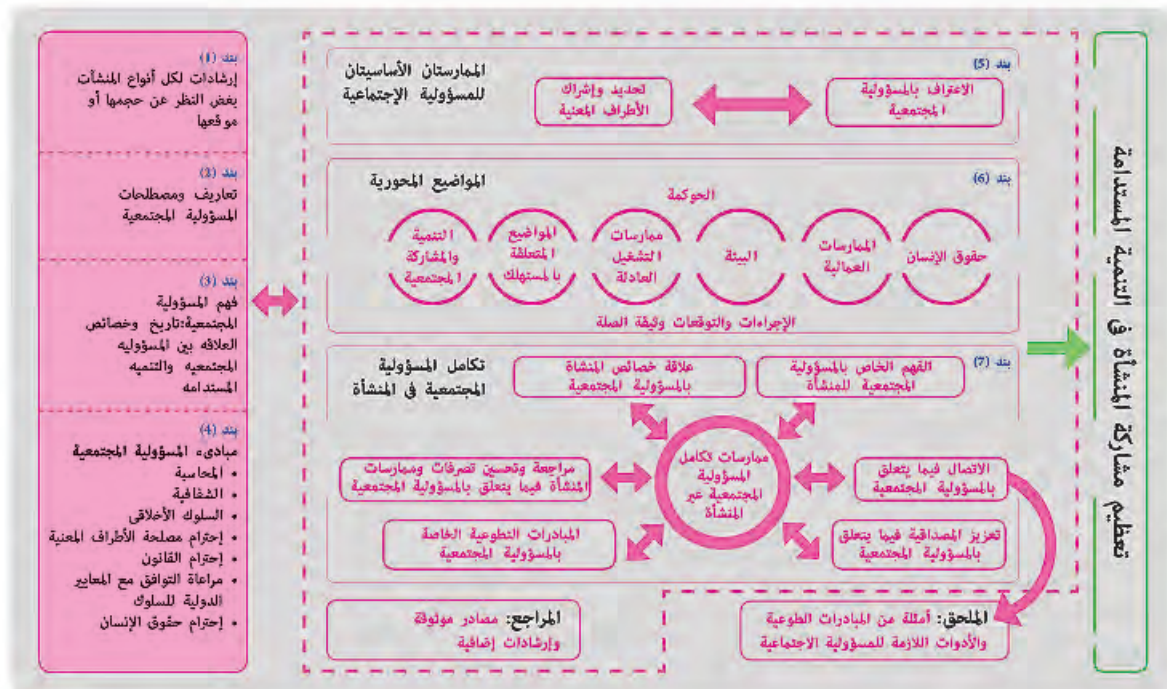 بند (1)
إرشادات لكل أنواع المنشآت
بغض النظر عن حجمها أو
موقعها
بند (2)
تعاريف ومصطلحات
المسؤولية المجتمعية
بند (3)
فهم المسؤولية
المجتمعية:تاريخ وخصائص
العلاقه بين المسؤوليه
المجتمعيه والتنميه
المستدامه
بند (4)
مبادىء المسؤولية المجتمعية
• المحاسبة
• الشفافية
• السلوك الأخلاقى
• إحترام مصلحة الأطراف المعنية
• إحترام القانون
• مراعاة التوافق مع المعايير
الدولية للسلوك
• إحترام حقوق الإنسان
بند (5)
الممارستان الأساسيتان
للمسؤولية الإجتماعية
الاعتراف بالمسؤولية
المجتمعية
تحديد وإشراك
الأطراف المعنية
بند (6)
المواضيع المحورية
الحوكمة
حقوق الإنسان
الممارسات
العمالية
البيئة
ممارسات
التشغيل
العادلة
المواضيع
المتعلقة
بالمستهلك
التنمية
والمشاركة
المجتمعية
الإجراءات والتوقعات وثيقة الصلة
بند (7)
تكامل المسؤولية
المجتمعية فى المنشأة
الفهم الخاص بالمسؤولية
المجتمعية للمنشأة
علاقة خصائص المنشاة
بالمسؤولية المجتمعية
ممارسات تكامل
المسؤولية
المجتمعية عبر
المنشأة
الاتصال فيما يتعلق
بالمسؤولية المجتمعية
مراجعة وتحسين تصرفات وممارسات
المنشأة فيما يتعلق بالمسؤولية المجتمعية
تعزيز المصداقية فيما يتعلق
بالمسؤولية المجتمعية
المبادرات التطوعية الخاصة
بالمسؤولية المجتمعية
الملحق: أمثلة من المبادرات الطوعية
والأدوات اللازمة للمسؤولية الاجتماعية
المراجع: مصادر موثوقة
وإرشادات إضافية
تعظيم مشاركة المنشأة فى التنمية المستدامة